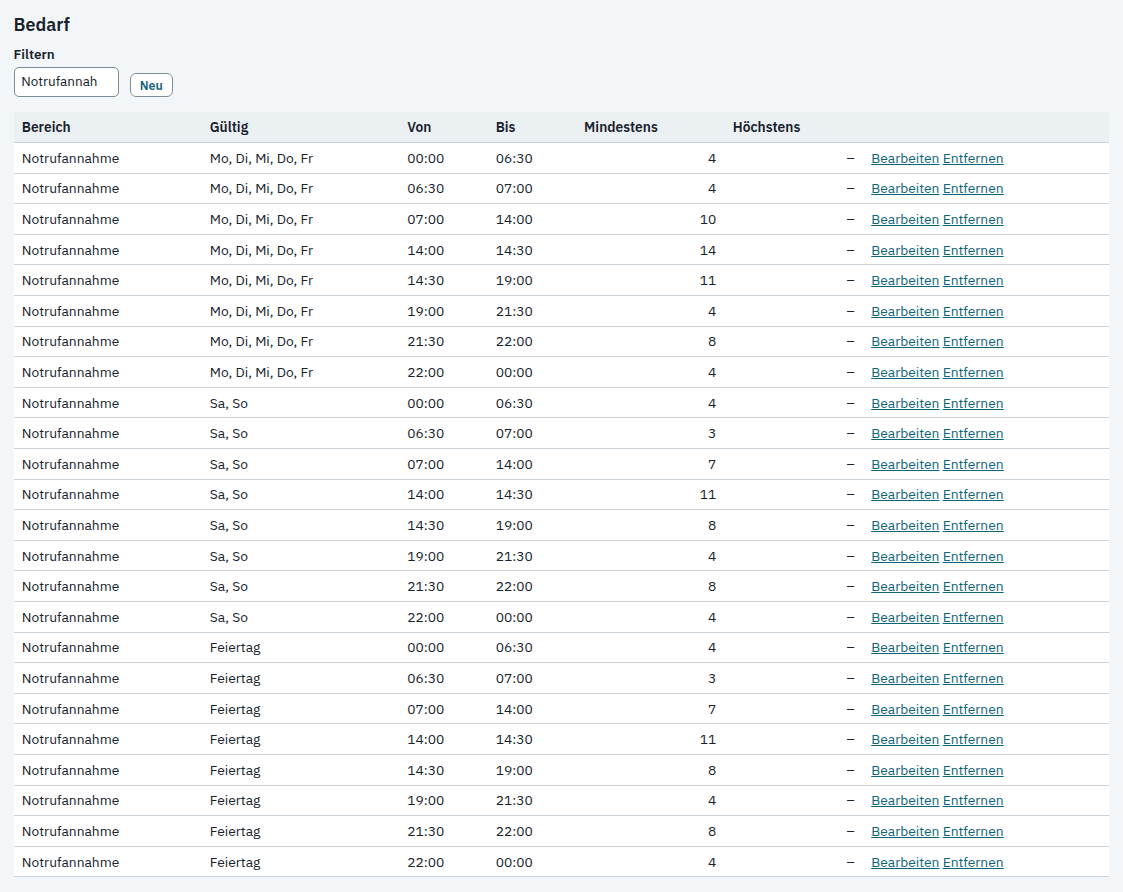 Bedarf
Filtern
Notrufannah
Neu
Bereich Gültig Von Bis Mindestens Höchstens
Notrufannahme Mo, Di, Mi, Do, Fr 00:00 06:30 4 – Bearbeiten Entfernen
Notrufannahme Mo, Di, Mi, Do, Fr 06:30 07:00 4 – Bearbeiten Entfernen
Notrufannahme Mo, Di, Mi, Do, Fr 07:00 14:00 10 – Bearbeiten Entfernen
Notrufannahme Mo, Di, Mi, Do, Fr 14:00 14:30 14 – Bearbeiten Entfernen
Notrufannahme Mo, Di, Mi, Do, Fr 14:30 19:00 11 – Bearbeiten Entfernen
Notrufannahme Mo, Di, Mi, Do, Fr 19:00 21:30 4 – Bearbeiten Entfernen
Notrufannahme Mo, Di, Mi, Do, Fr 21:30 22:00 8 – Bearbeiten Entfernen
Notrufannahme Mo, Di, Mi, Do, Fr 22:00 00:00 4 – Bearbeiten Entfernen
Notrufannahme Sa, So 00:00 06:30 4 – Bearbeiten Entfernen
Notrufannahme Sa, So 06:30 07:00 3 – Bearbeiten Entfernen
Notrufannahme Sa, So 07:00 14:00 7 – Bearbeiten Entfernen
Notrufannahme Sa, So 14:00 14:30 11 – Bearbeiten Entfernen
Notrufannahme Sa, So 14:30 19:00 8 – Bearbeiten Entfernen
Notrufannahme Sa, So 19:00 21:30 4 – Bearbeiten Entfernen
Notrufannahme Sa, So 21:30 22:00 8 – Bearbeiten Entfernen
Notrufannahme Sa, So 22:00 00:00 4 – Bearbeiten Entfernen
Notrufannahme Feiertag 00:00 06:30 4 – Bearbeiten Entfernen
Notrufannahme Feiertag 06:30 07:00 3 – Bearbeiten Entfernen
Notrufannahme Feiertag 07:00 14:00 7 – Bearbeiten Entfernen
Notrufannahme Feiertag 14:00 14:30 11 – Bearbeiten Entfernen
Notrufannahme Feiertag 14:30 19:00 8 – Bearbeiten Entfernen
Notrufannahme Feiertag 19:00 21:30 4 – Bearbeiten Entfernen
Notrufannahme Feiertag 21:30 22:00 8 – Bearbeiten Entfernen
Notrufannahme Feiertag 22:00 00:00 4 – Bearbeiten Entfernen